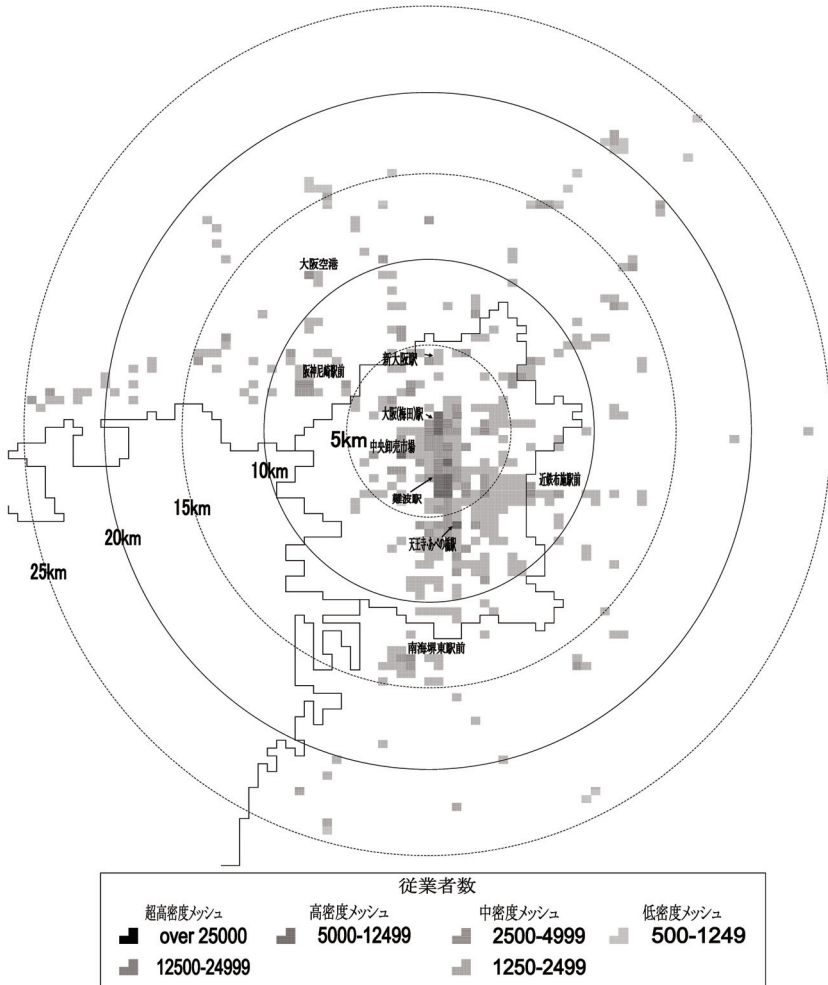 大阪空港
新大阪駅
阪神尼崎駅前
大阪(梅田)駅
5km
中央卸売市場
10km
近鉄布施駅前
15km
難波駅
20km
天王寺・あべの橋駅
25km
南海堺東駅前
従業者数
超高密度メッシュ
高密度メッシュ
中密度メッシュ
低密度メッシュ
over 25000
5000-12499
2500-4999
500-1249
12500-24999
1250-2499